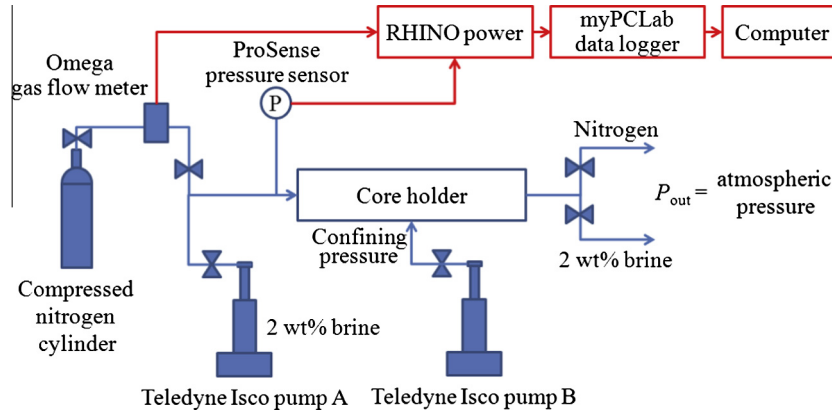 RHINO power
myPCLab
data logger
Computer
ProSense
pressure sensor
Omega
gas flow meter
P
Nitrogen
Core holder
Pout = atmospheric
pressure
Confining
pressure
2 wt% brine
Compressed
nitrogen
cylinder
2 wt% brine
Teledyne Isco pump A
Teledyne Isco pump B